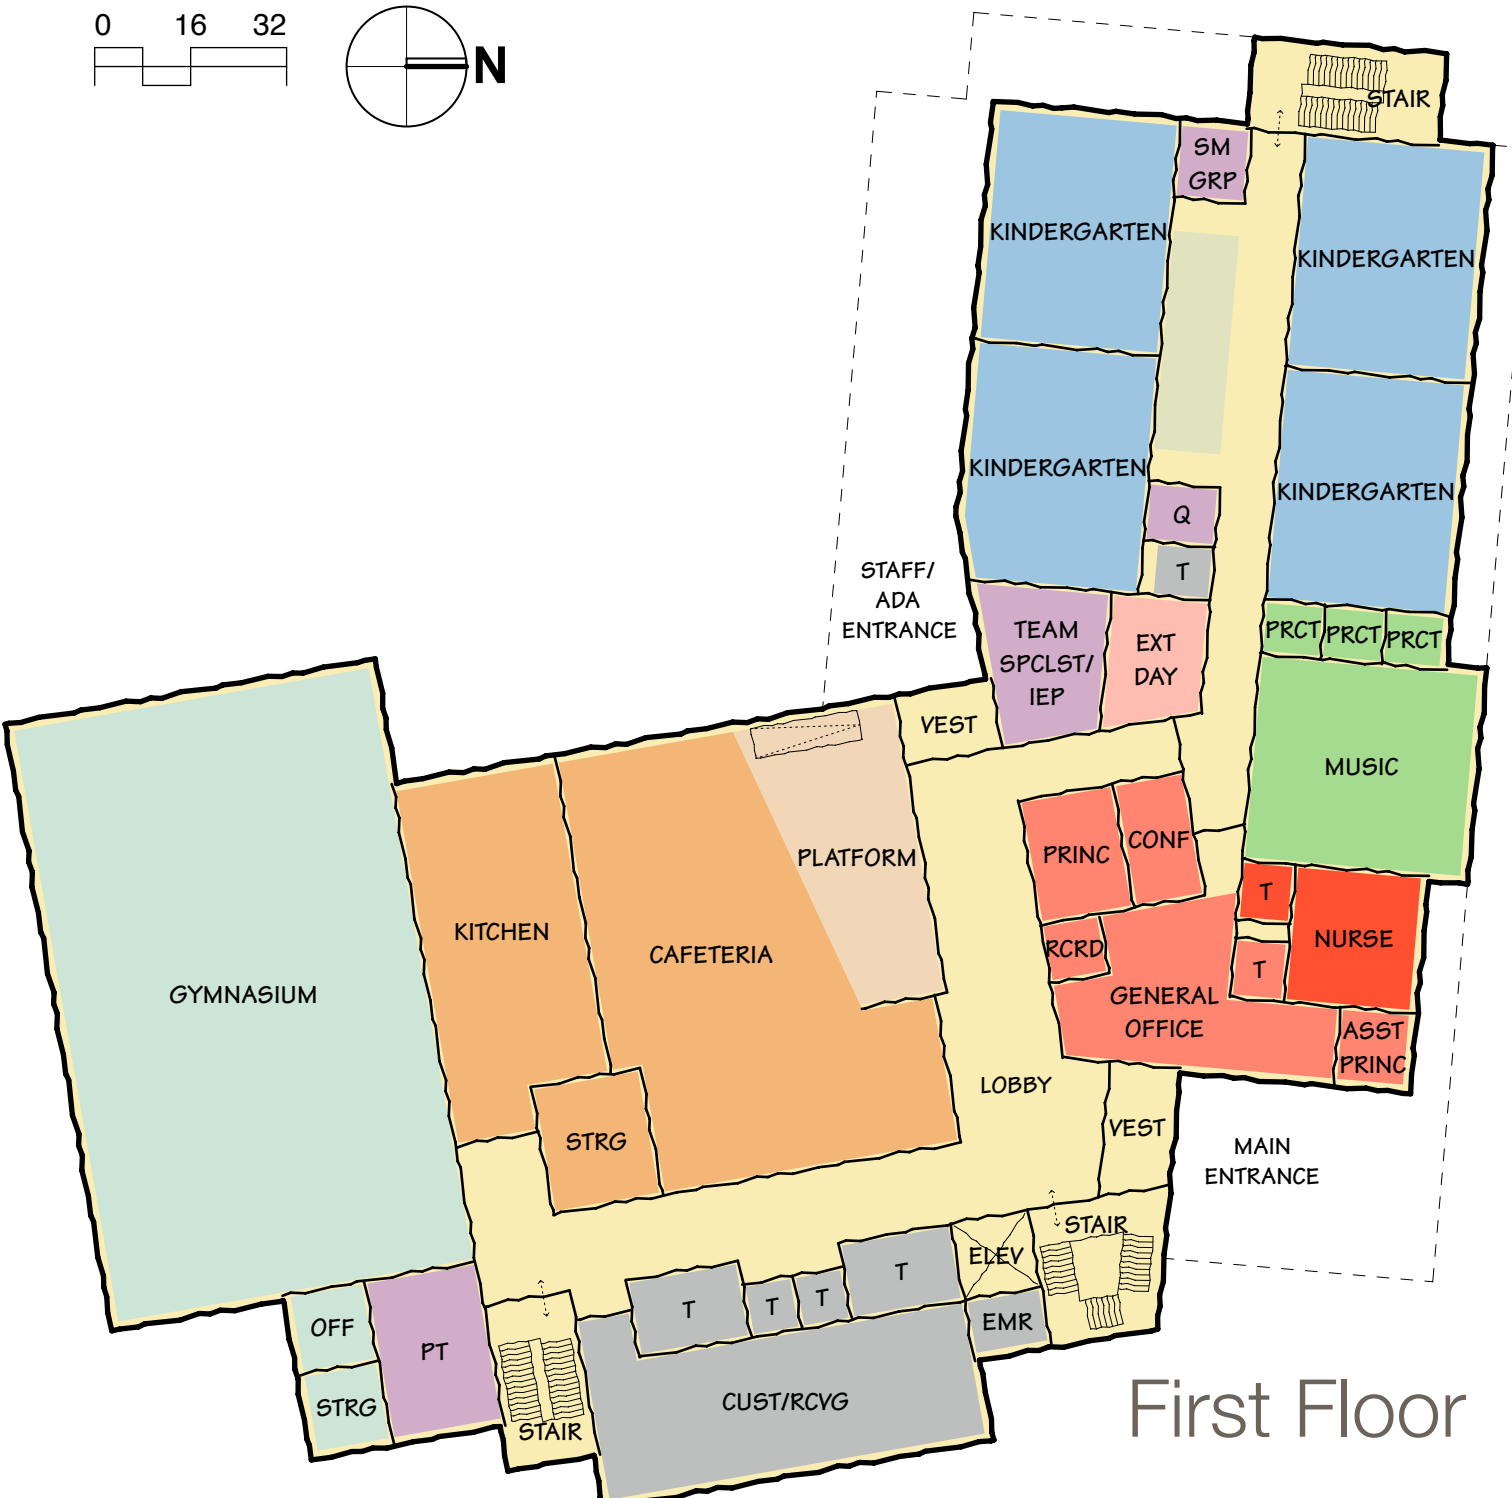 0 16 32
N
STAIR
SM
GRP
KINDERGARTEN
KINDERGARTEN
KINDERGARTEN
KINDERGARTEN
Q
T
STAFF/
ADA
ENTRANCE
TEAM
SPCLST/
IEP
EXT
DAY
PRCT
PRCT
PRCT
VEST
MUSIC
PLATFORM
PRINC
CONF
T
NURSE
KITCHEN
CAFETERIA
RCRD
T
GYMNASIUM
GENERAL
OFFICE
ASST
PRINC
LOBBY
VEST
MAIN
ENTRANCE
STRG
STAIR
ELEV
T
T
T
T
EMR
OFF
PT
STRG
STAIR
CUST/RCVG
First Floor